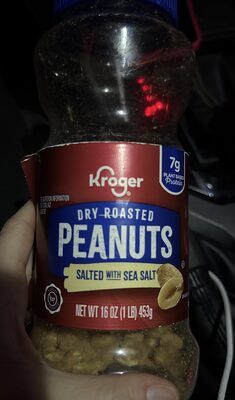 Kroger
7g
PLANT BASED
Protein
DRY ROASTED
PEANUTS
SALTED WITH SEA SALT
NET WT 16 OZ (1 LB) 453g